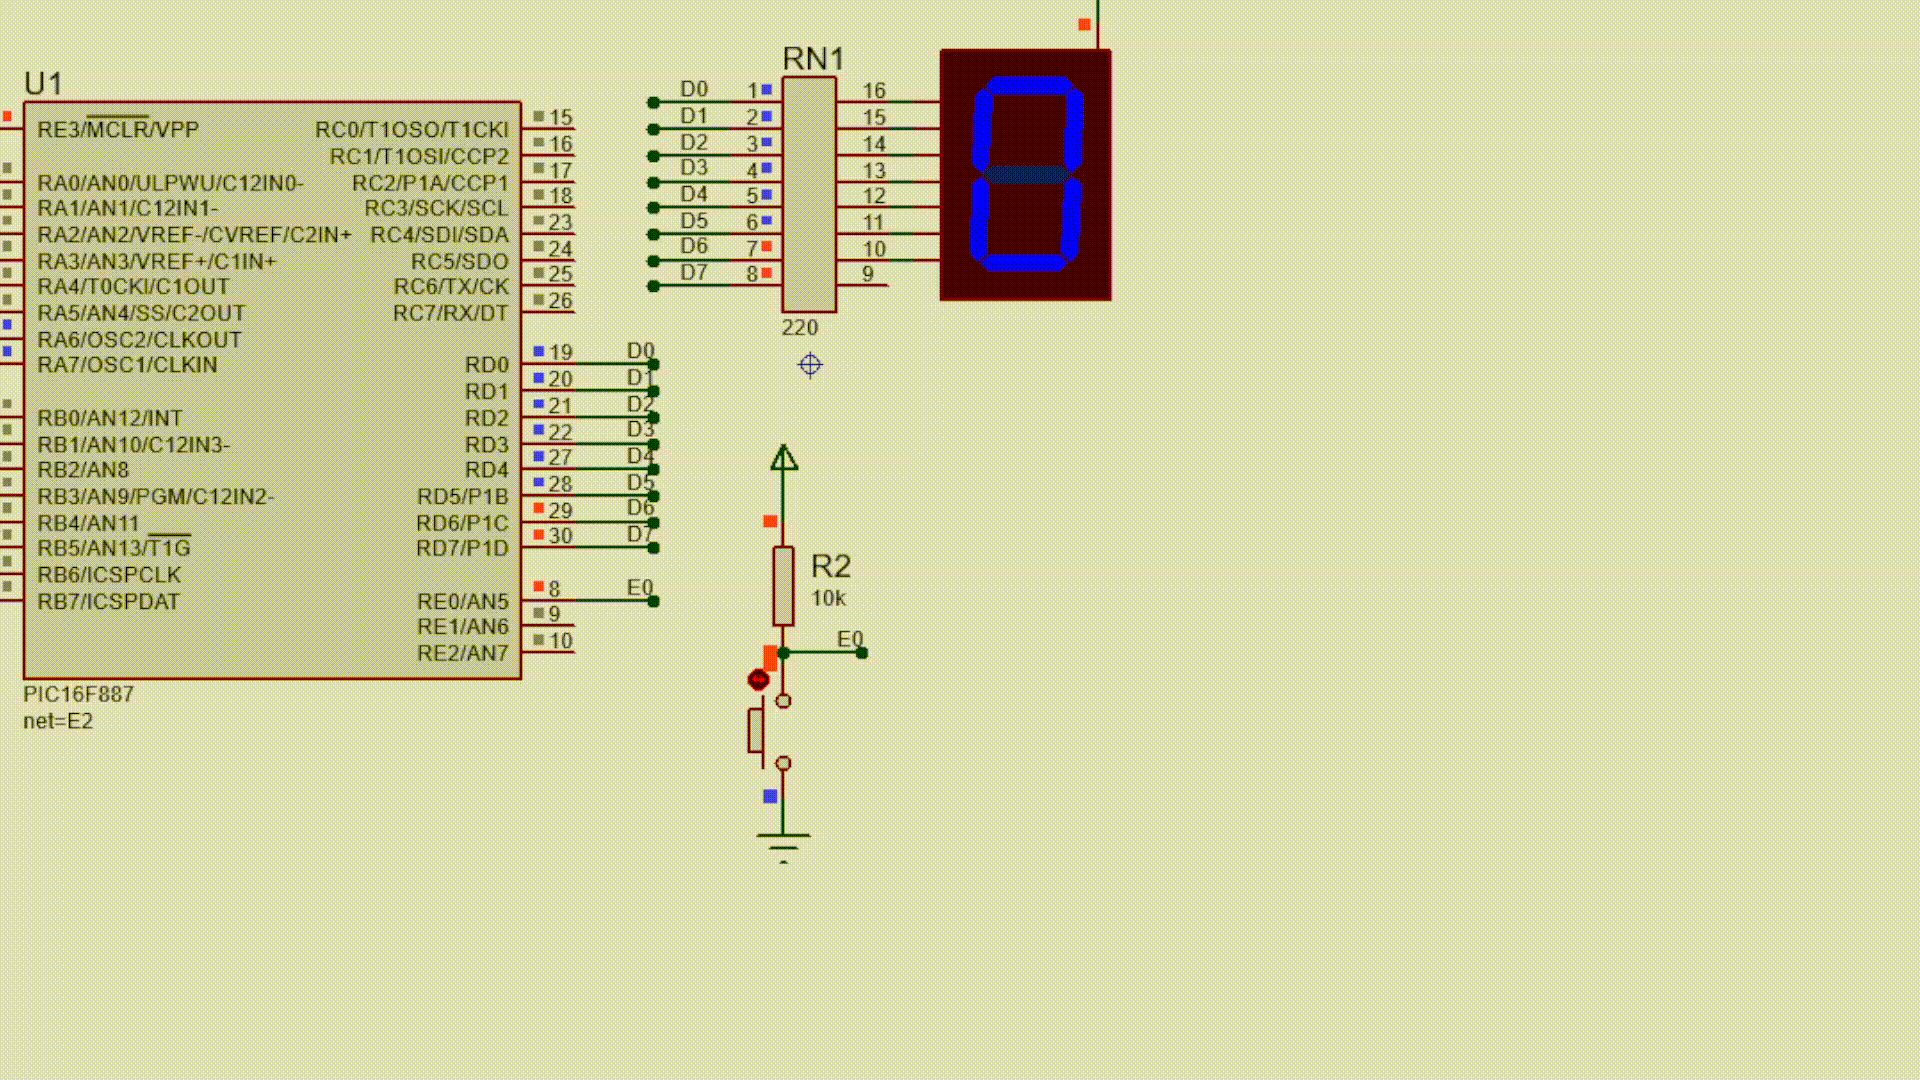 U1
RE3/MCLR/VPP
RA0/AN0/ULPWU/C12IN0-
RA1/AN1/C12IN1-
RA2/AN2/VREF-/CVREF/C2IN+
RA3/AN3/VREF+/C1IN+
RA4/T0CKI/C1OUT
RA5/AN4/SS/C2OUT
RA6/OSC2/CLKOUT
RA7/OSC1/CLKIN
RB0/AN12/INT
RB1/AN10/C12IN3-
RB2/AN8
RB3/AN9/PGM/C12IN2-
RB4/AN11
RB5/AN13/T1G
RB6/ICSPCLK
RB7/ICSPDAT
RC0/T1OSO/T1CKI 15
RC1/T1OSI/CCP2 16
RC2/P1A/CCP1 17
RC3/SCK/SCL 18
RC4/SDI/SDA 23
RC5/SDO 24
RC6/TX/CK 25
RC7/RX/DT 26
RD0 19 D0
RD1 20 D1
RD2 21 D2
RD3 22 D3
RD4 27 D4
RD5/P1B 28 D5
RD6/P1C 29 D6
RD7/P1D 30 D7
RE0/AN5 8 E0
RE1/AN6 9
RE2/AN7 10
PIC16F887
net=E2
RN1
D0 1 16
D1 2 15
D2 3 14
D3 4 13
D4 5 12
D5 6 11
D6 7 10
D7 8 9
220
0
R2
10k
E0